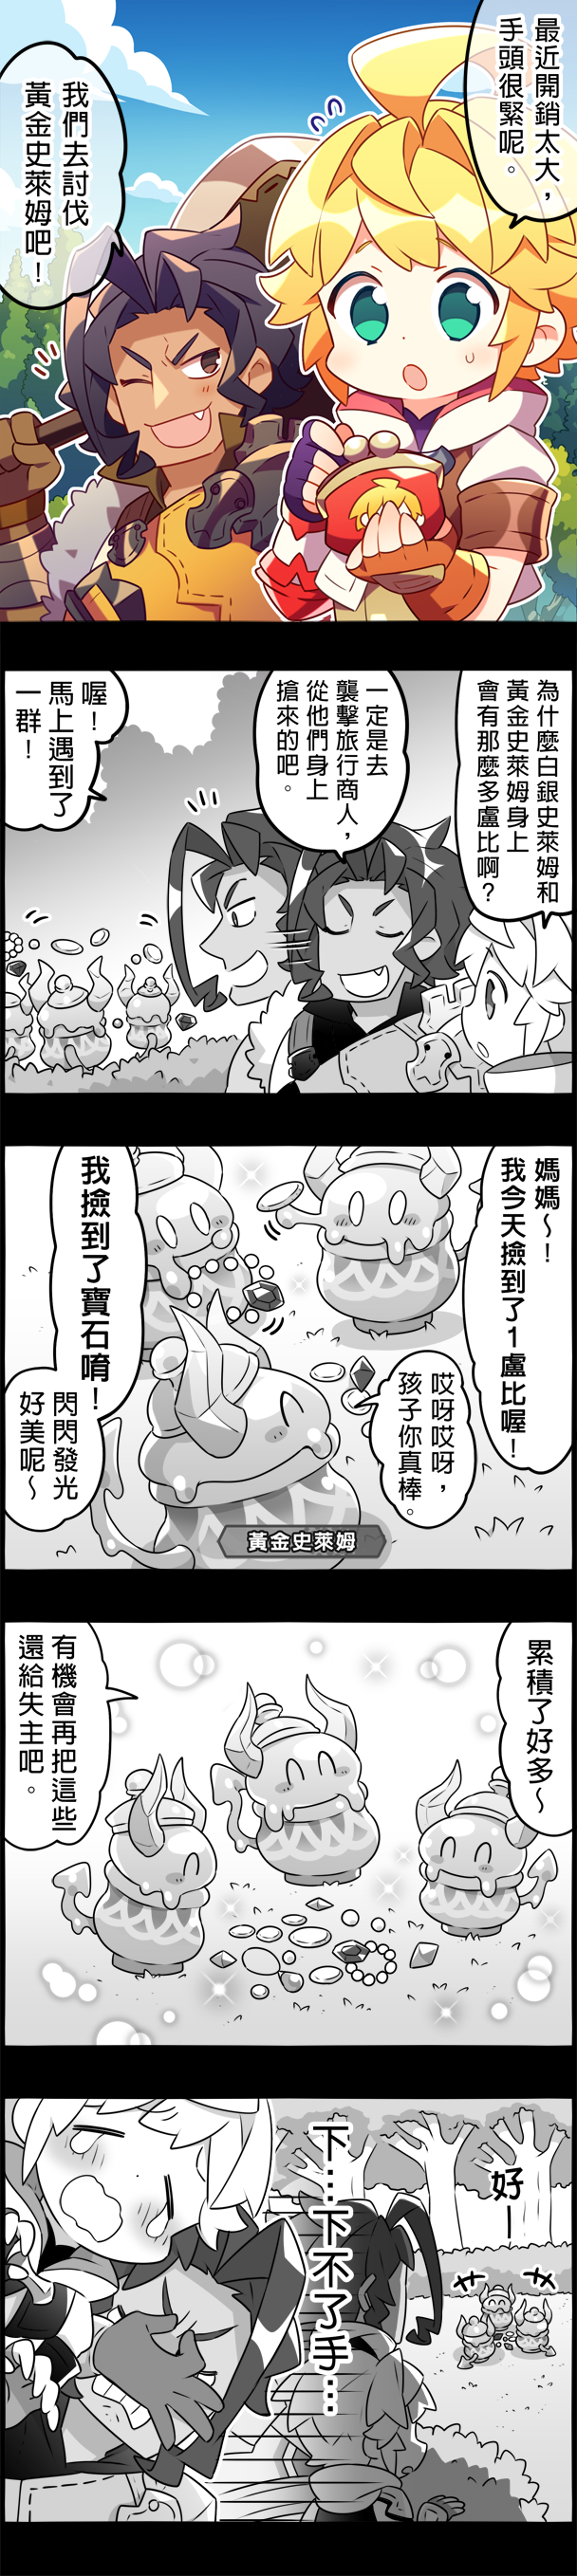 最近開銷太大，
手頭很緊呢。
我們去討伐
黃金史萊姆吧！
為什麼白銀史萊姆和
黃金史萊姆身上
會有那麼多盧比啊？
一定是去
襲擊旅行商人，
從他們身上
搶來的吧。
喔！
馬上遇到了
一群！
媽媽～！
我今天撿到了1盧比喔！
哎呀哎呀，
孩子你真棒。
我撿到了寶石唷！
閃閃發光
好美呢～
黃金史萊姆
累積了好多～
有機會再把這些
還給失主吧。
好ー
下…下不了手…